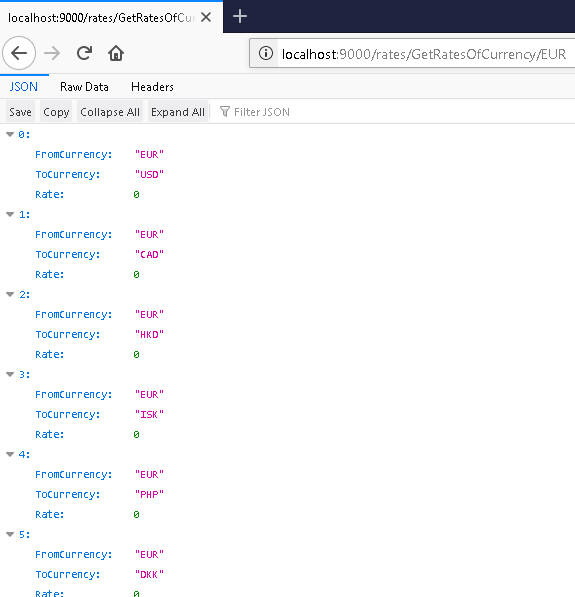 localhost:9000/rates/GetRatesOfCur
localhost:9000/rates/GetRatesOfCurrency/EUR
JSON Raw Data Headers
Save Copy Collapse All Expand All Filter JSON
0:
FromCurrency: "EUR"
ToCurrency: "USD"
Rate: 0
1:
FromCurrency: "EUR"
ToCurrency: "CAD"
Rate: 0
2:
FromCurrency: "EUR"
ToCurrency: "HKD"
Rate: 0
3:
FromCurrency: "EUR"
ToCurrency: "ISK"
Rate: 0
4:
FromCurrency: "EUR"
ToCurrency: "PHP"
Rate: 0
5:
FromCurrency: "EUR"
ToCurrency: "DKK"
Rate: 0